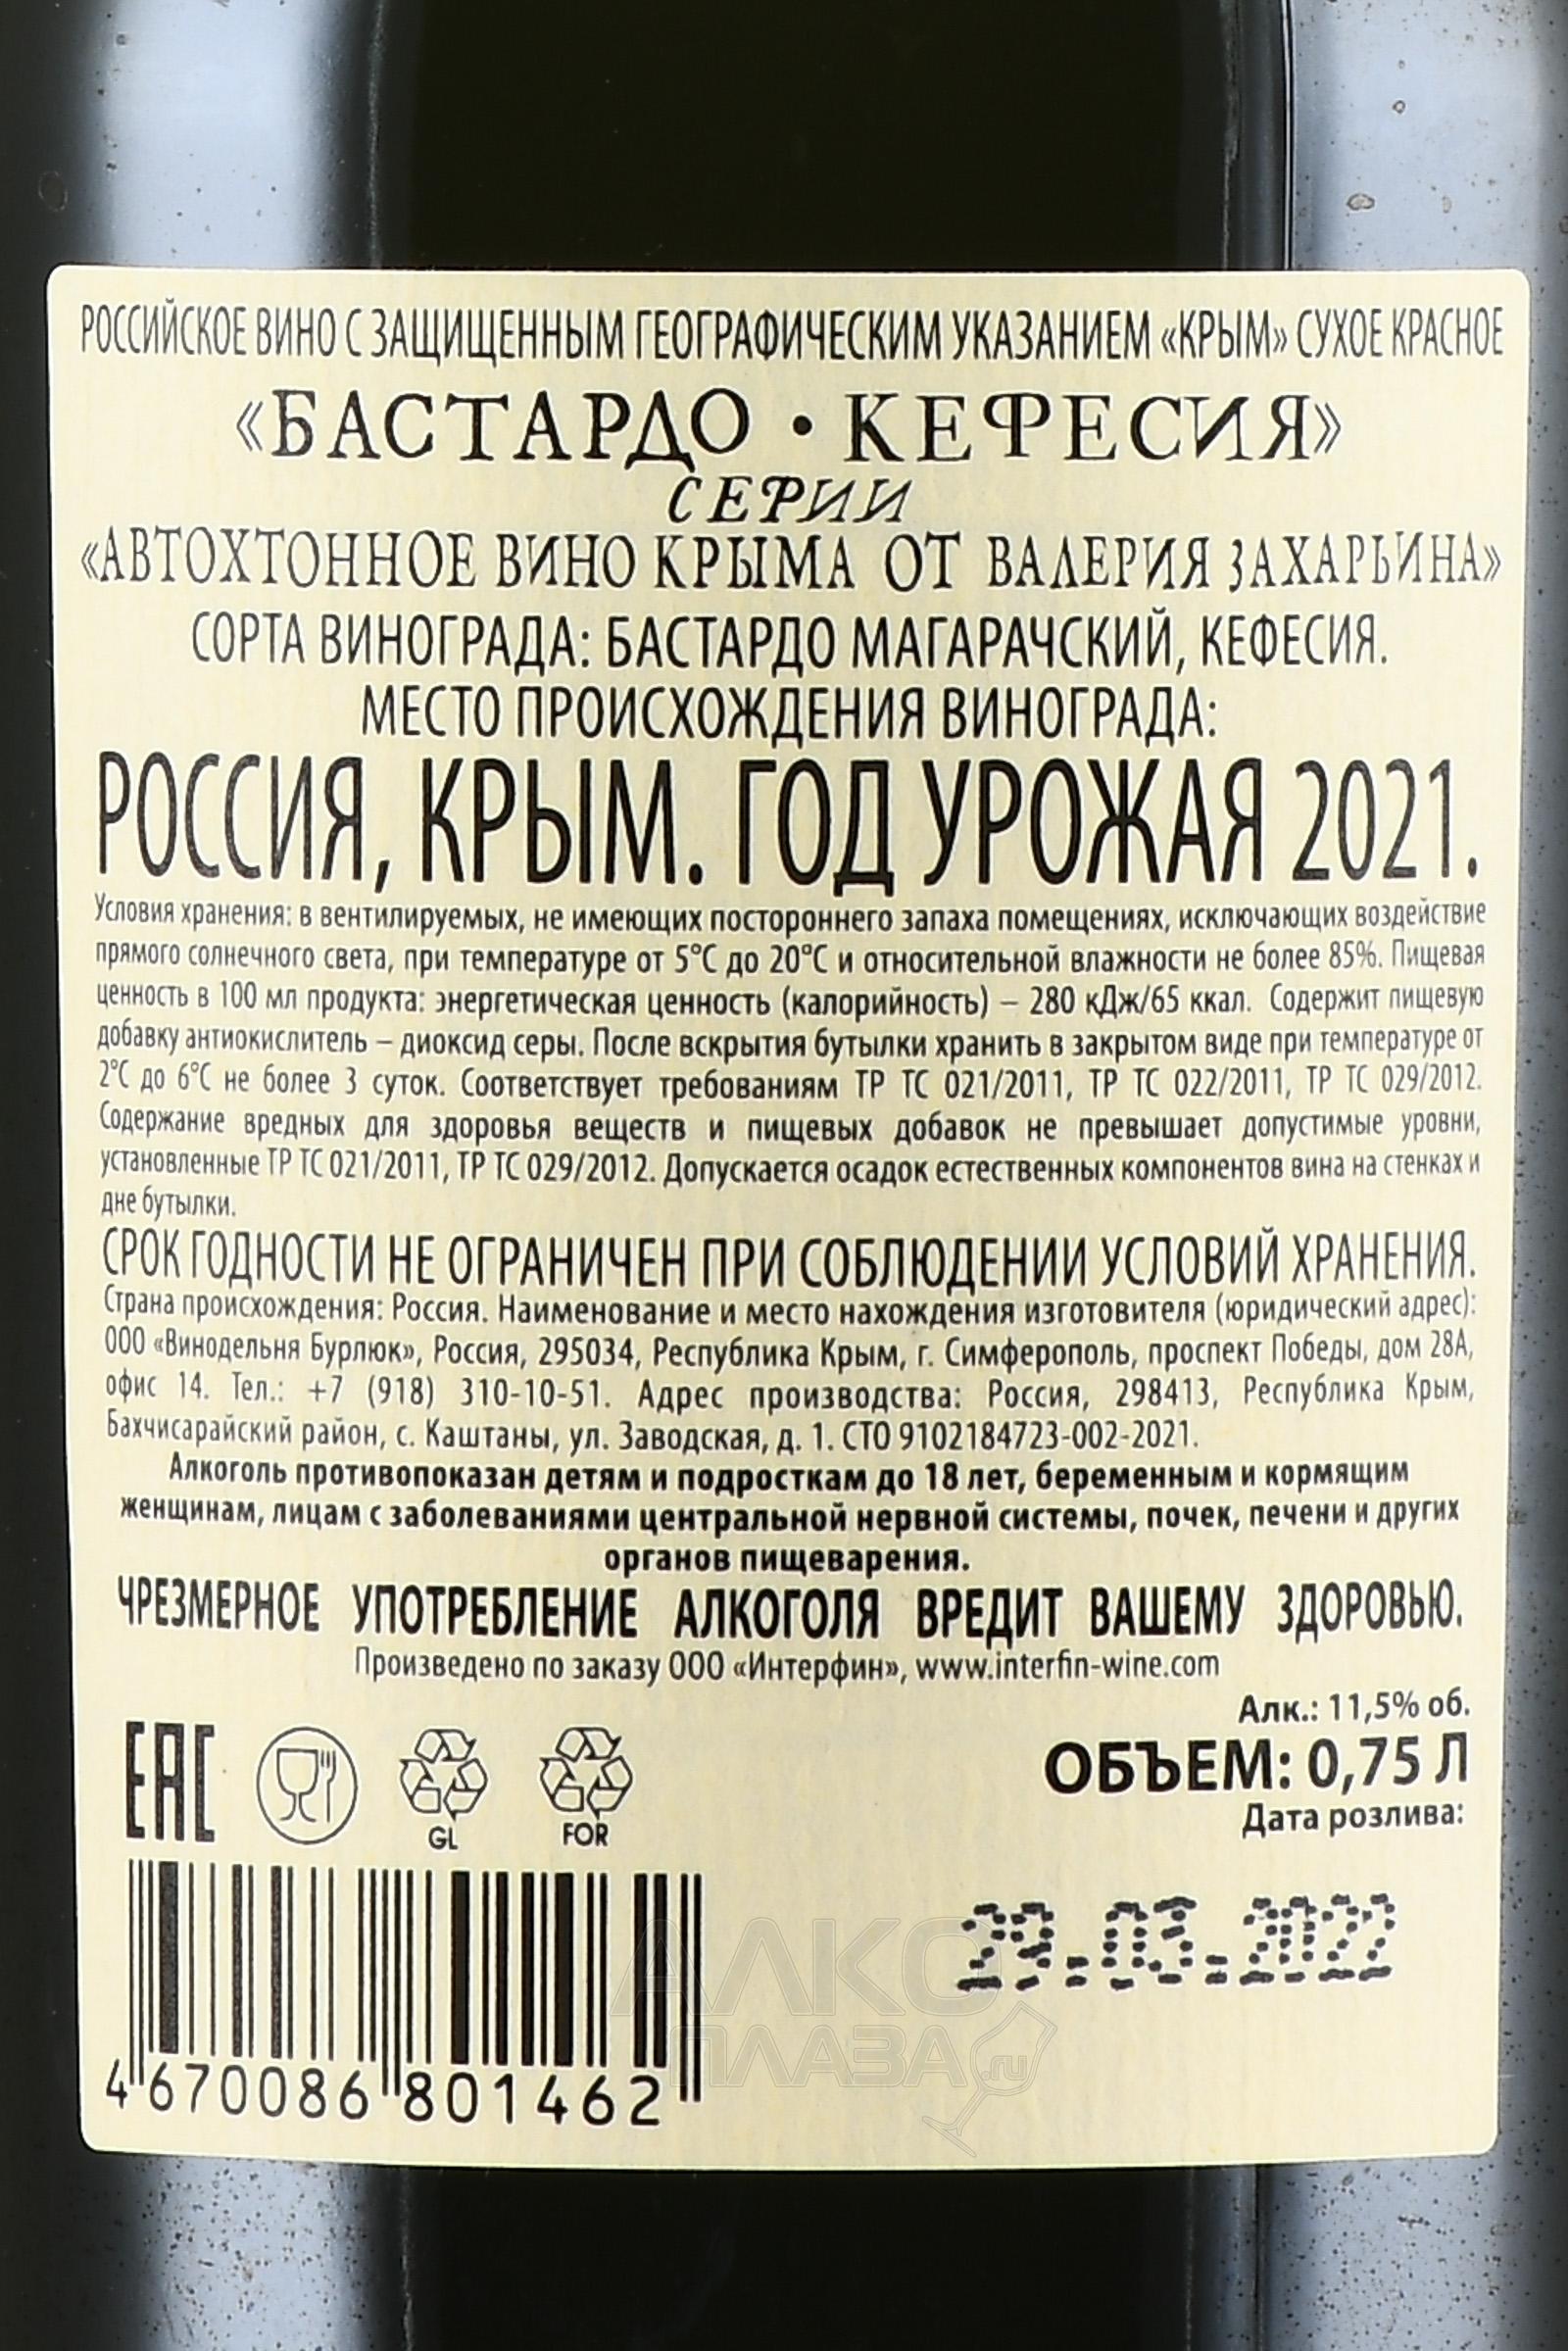 РОССИЙСКОЕ ВИНО С ЗАЩИЩЕННЫМ ГЕОГРАФИЧЕСКИМ УКАЗАНИЕМ «КРЫМ» СУХОЕ КРАСНОЕ
«БАСТАРДО • КЕФЕСИЯ»
СЕРИИ
«АВТОХТОННОЕ ВИНО КРЫМА ОТ ВАЛЕРИЯ ЗАХАРЬИНА»
СОРТА ВИНОГРАДА: БАСТАРДО МАГАРАЧСКИЙ, КЕФЕСИЯ.
МЕСТО ПРОИСХОЖДЕНИЯ ВИНОГРАДА:
РОССИЯ, КРЫМ. ГОД УРОЖАЯ 2021.
Условия хранения: в вентилируемых, не имеющих постороннего запаха помещениях, исключающих воздействие
прямого солнечного света, при температуре от 5°С до 20°С и относительной влажности не более 85%. Пищевая
ценность в 100 мл продукта: энергетическая ценность (калорийность) – 280 кДж/65 ккал. Содержит пищевую
добавку антиокислитель – диоксид серы. После вскрытия бутылки хранить в закрытом виде при температуре от
2°С до 6°С не более 3 суток. Соответствует требованиям ТР ТС 021/2011, ТР ТС 022/2011, ТР ТС 029/2012.
Содержание вредных для здоровья веществ и пищевых добавок не превышает допустимые уровни,
установленные ТР ТС 021/2011, ТР ТС 029/2012. Допускается осадок естественных компонентов вина на стенках и
дне бутылки.
СРОК ГОДНОСТИ НЕ ОГРАНИЧЕН ПРИ СОБЛЮДЕНИИ УСЛОВИЙ ХРАНЕНИЯ.
Страна происхождения: Россия. Наименование и место нахождения изготовителя (юридический адрес):
ООО «Винодельня Бурлюк», Россия, 295034, Республика Крым, г. Симферополь, проспект Победы, дом 28А,
офис 14. Тел.: +7 (918) 310-10-51. Адрес производства: Россия, 298413, Республика Крым,
Бахчисарайский район, с. Каштаны, ул. Заводская, д. 1. СТО 9102184723-002-2021.
Алкоголь противопоказан детям и подросткам до 18 лет, беременным и кормящим
женщинам, лицам с заболеваниями центральной нервной системы, почек, печени и других
органов пищеварения.
ЧРЕЗМЕРНОЕ УПОТРЕБЛЕНИЕ АЛКОГОЛЯ ВРЕДИТ ВАШЕМУ ЗДОРОВЬЮ.
Произведено по заказу ООО «Интерфин», www.interfin-wine.com
Алк.: 11,5% об.
ОБЪЕМ: 0,75 Л
Дата розлива:
EAC
GL
FOR
29.03.2022
АЛКО
ПЛАЗА
.ru
4 670086 801462